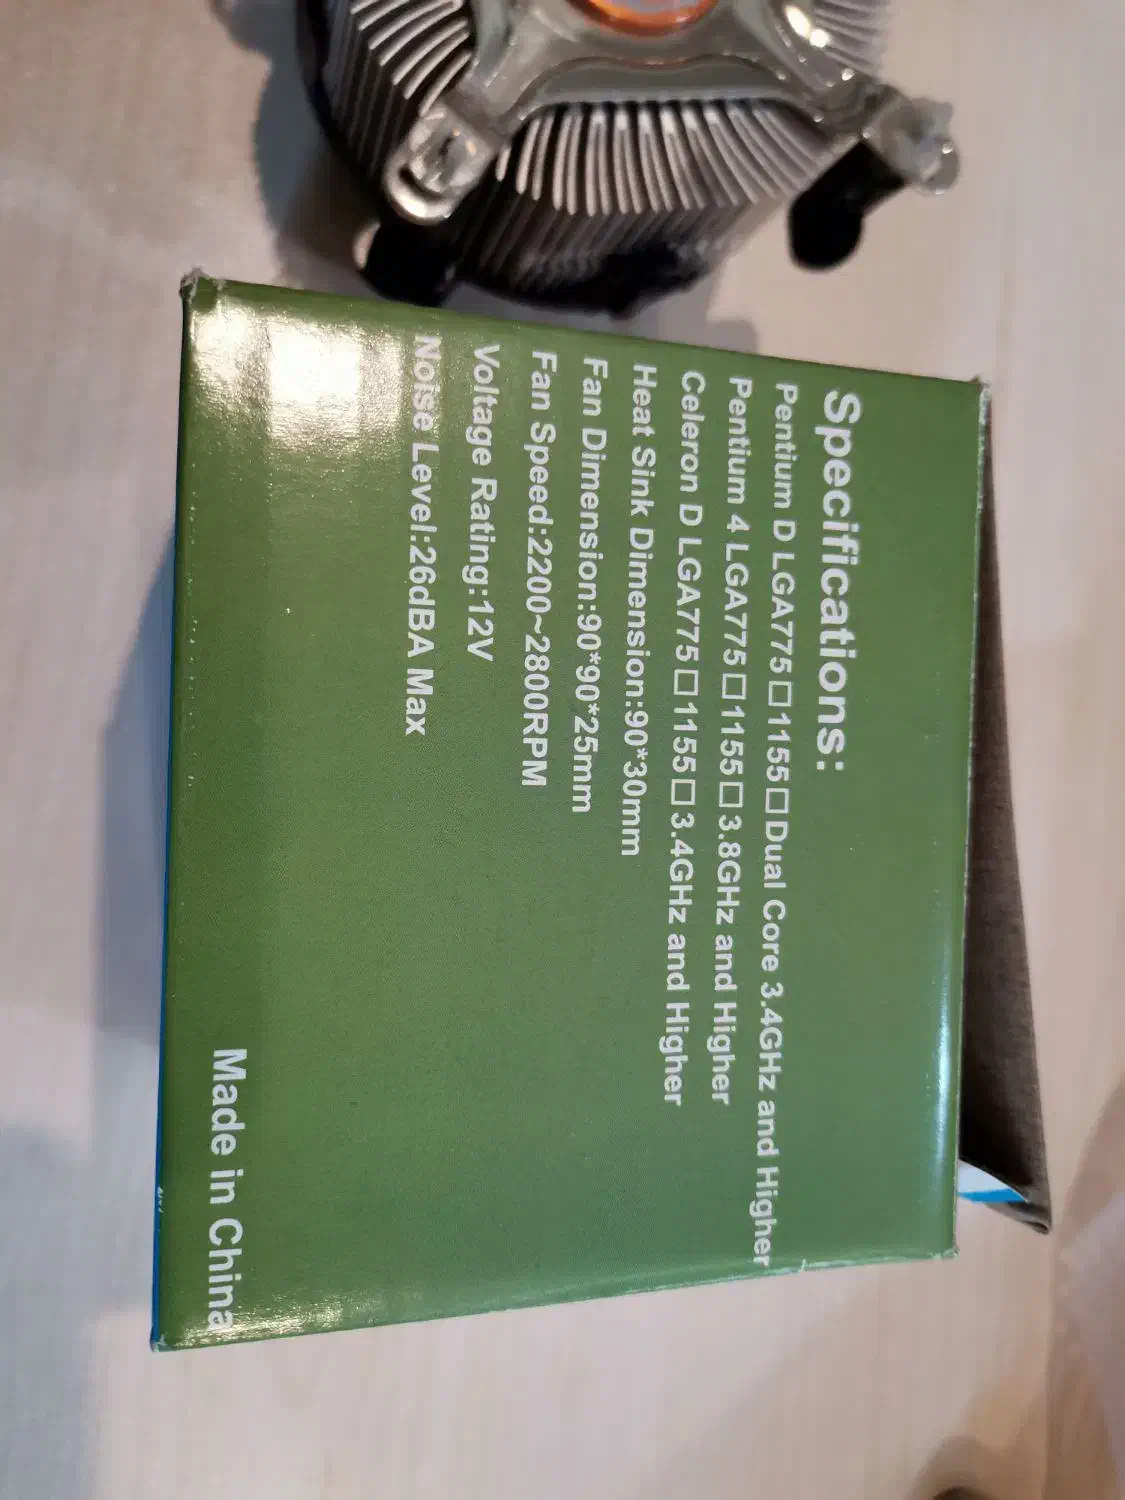 Specifications:
Pentium D LGA775□1155□Dual Core 3.4GHz and Higher
Pentium 4 LGA775□1155□3.8GHz and Higher
Celeron D LGA775□1155□3.4GHz and Higher
Heat Sink Dimension:90*30mm
Fan Dimension:90*90*25mm
Fan Speed:2200~2800RPM
Voltage Rating:12V
Noise Level:26dBA Max
Made in China